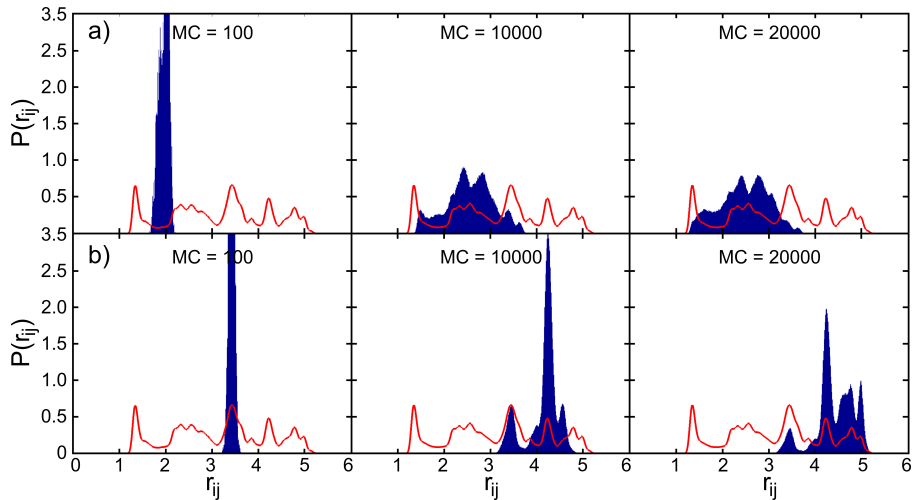 a) MC = 100 MC = 10000 MC = 20000
3.5
3.0
2.5
2.0
1.5
1.0
0.5
P(rij)
3.5
b) MC = 100 MC = 10000 MC = 20000
3.0
2.5
2.0
1.5
1.0
0.5
0
P(rij)
0 1 2 3 4 5 6 1 2 3 4 5 6 1 2 3 4 5 6
rij rij rij